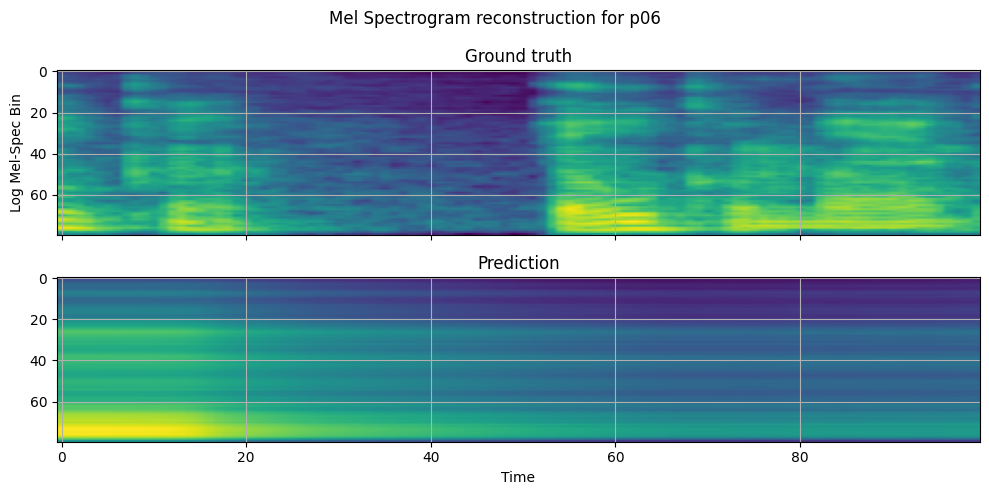 Mel Spectrogram reconstruction for p06
Ground truth
0
20
40
60
Log Mel-Spec Bin
Prediction
0
20
40
60
0 20 40 60 80
Time